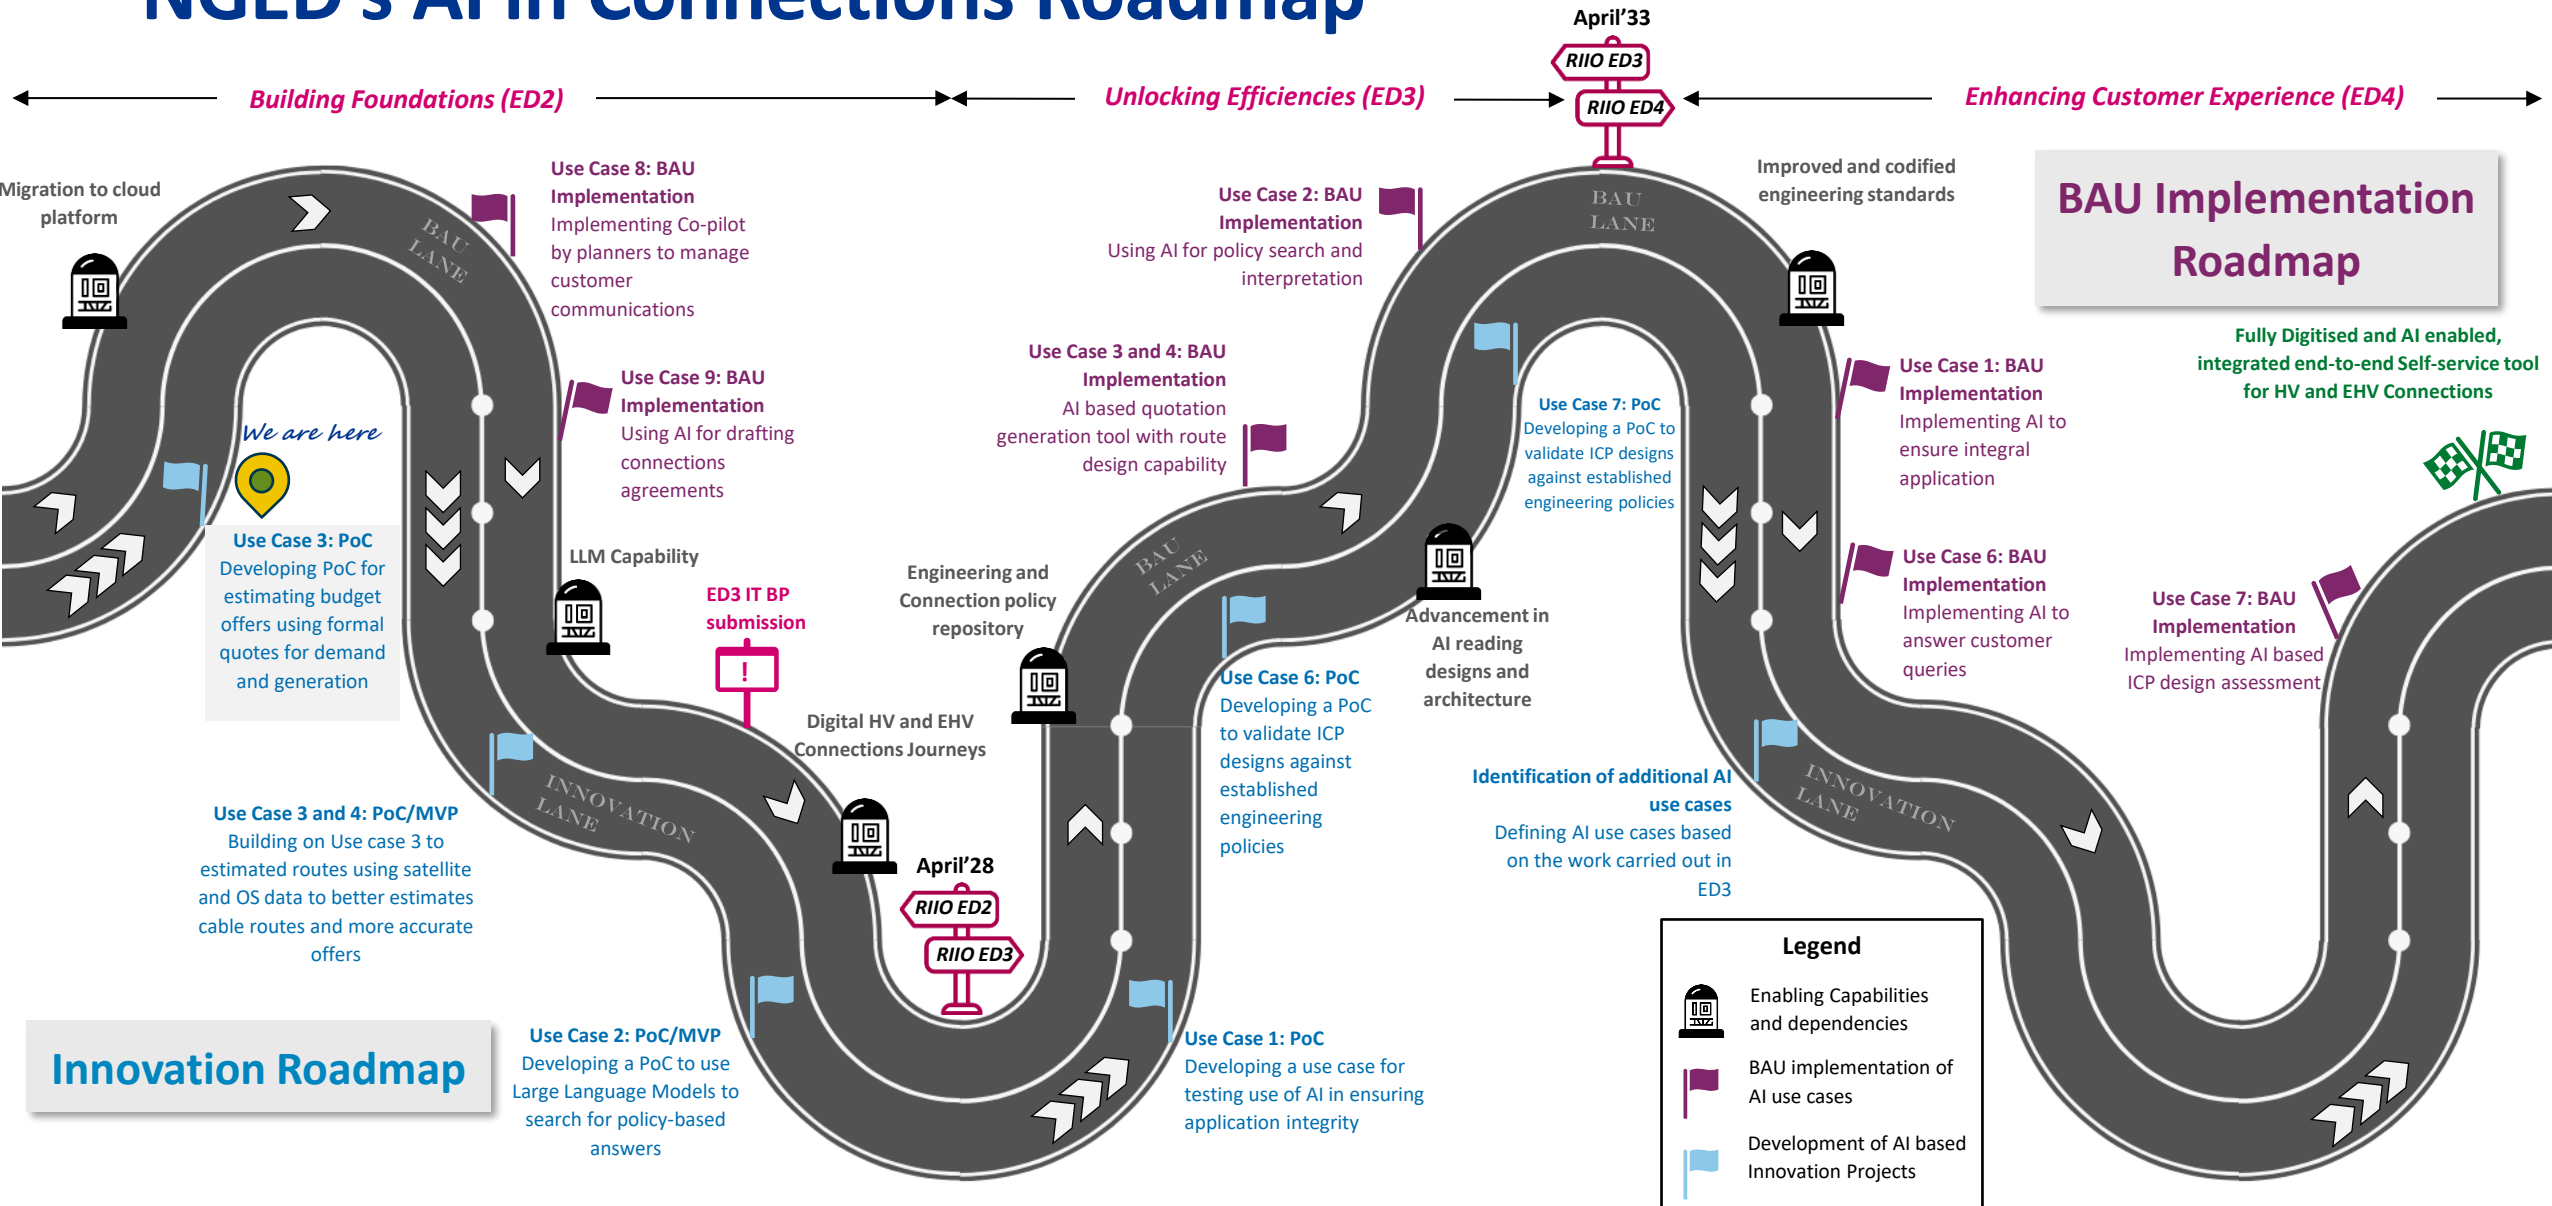 NGED's AI in Connections Roadmap
April'33
RIIO ED3
RIIO ED4
Building Foundations (ED2)
Unlocking Efficiencies (ED3)
Enhancing Customer Experience (ED4)
Migration to cloud
platform
BAU
LANE
Use Case 8: BAU
Implementation
Implementing Co-pilot
by planners to manage
customer
communications
Use Case 2: BAU
Implementation
Using AI for policy search and
interpretation
BAU
LANE
Improved and codified
engineering standards
BAU Implementation
Roadmap
Fully Digitised and AI enabled,
integrated end-to-end Self-service tool
for HV and EHV Connections
Use Case 9: BAU
Implementation
Using AI for drafting
connections
agreements
Use Case 3 and 4: BAU
Implementation
AI based quotation
generation tool with route
design capability
Use Case 7: PoC
Developing a PoC to
validate ICP designs
against established
engineering policies
Use Case 1: BAU
Implementation
Implementing AI to
ensure integral
application
We are here
Use Case 3: PoC
Developing PoC for
estimating budget
offers using formal
quotes for demand
and generation
LLM Capability
ED3 IT BP
submission
!
Engineering and
Connection policy
repository
BAU
LANE
Advancement in
AI reading
designs and
architecture
Use Case 6: BAU
Implementation
Implementing AI to
answer customer
queries
Use Case 7: BAU
Implementation
Implementing AI based
ICP design assessment
Digital HV and EHV
Connections Journeys
Use Case 6: PoC
Developing a PoC
to validate ICP
designs against
established
engineering
policies
Identification of additional AI
use cases
Defining AI use cases based
on the work carried out in
ED3
INNOVATION
LANE
Use Case 3 and 4: PoC/MVP
Building on Use case 3 to
estimated routes using satellite
and OS data to better estimates
cable routes and more accurate
offers
INNOVATION
LANE
April'28
RIIO ED2
RIIO ED3
Innovation Roadmap
Use Case 2: PoC/MVP
Developing a PoC to use
Large Language Models to
search for policy-based
answers
Use Case 1: PoC
Developing a use case for
testing use of AI in ensuring
application integrity
Legend
Enabling Capabilities
and dependencies
BAU implementation of
AI use cases
Development of AI based
Innovation Projects